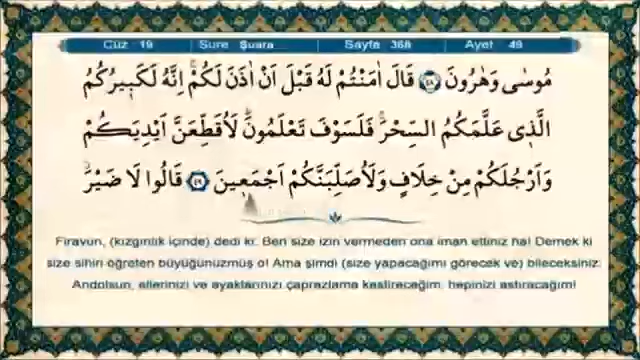 Cüz 19 Sure Şuara Sayfa 368 Ayet 49
مُوسٰى وَهٰرُونَ ﴿٤٨﴾ قَالَ اٰمَنْتُمْ لَهُ قَبْلَ اَنْ اٰذَنَ لَكُمْۚ اِنَّهُ لَكَب۪يرُكُمُ
الَّذ۪ي عَلَّمَكُمُ السِّحْرَۚ فَلَسَوْفَ تَعْلَمُونَۜ لَاُقَطِّعَنَّ اَيْدِيَكُمْ
وَاَرْجُلَكُمْ مِنْ خِلَافٍ وَلَاُصَلِّبَنَّكُمْ اَجْمَع۪ينَ ﴿٤٩﴾ قَالُوا لَا ضَيْرَۘ
Firavun, (kızgınlık içinde) dedi ki: Ben size izin vermeden ona iman ettiniz ha! Demek ki
size sihiri öğreten büyüğünüzmüş o! Ama şimdi (size yapacağımı görecek ve) bileceksiniz:
Andolsun, ellerinizi ve ayaklarınızı çaprazlama kestireceğim, hepinizi astıracağım!